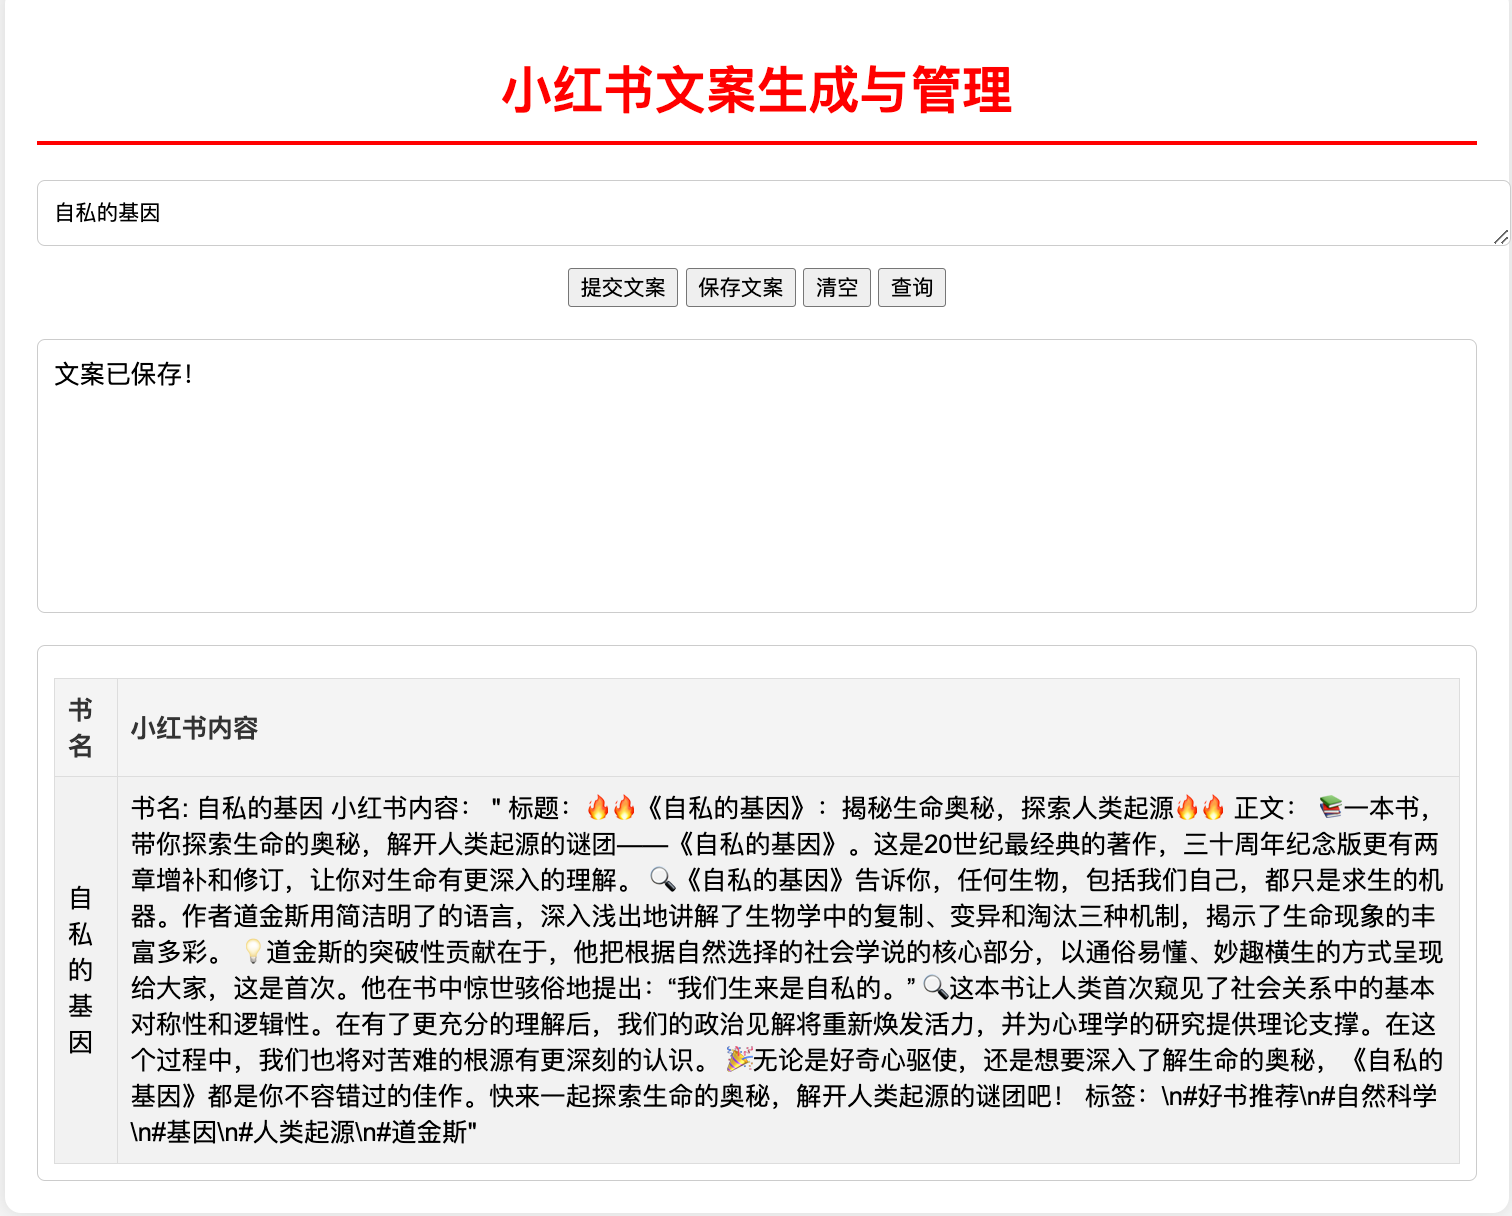 小红书文案生成与管理
自私的基因
提交文案 保存文案 清空 查询
文案已保存！
书
名
小红书内容
自
私
的
基
因
书名: 自私的基因 小红书内容： " 标题：🔥🔥《自私的基因》：揭秘生命奥秘，探索人类起源🔥🔥 正文： 📚一本书，
带你探索生命的奥秘，解开人类起源的谜团——《自私的基因》。这是20世纪最经典的著作，三十周年纪念版更有两
章增补和修订，让你对生命有更深入的理解。 🔍《自私的基因》告诉你，任何生物，包括我们自己，都只是求生的机
器。作者道金斯用简洁明了的语言，深入浅出地讲解了生物学中的复制、变异和淘汰三种机制，揭示了生命现象的丰
富多彩。 💡道金斯的突破性贡献在于，他把根据自然选择的社会学说的核心部分，以通俗易懂、妙趣横生的方式呈现
给大家，这是首次。他在书中惊世骇俗地提出：“我们生来是自私的。” 🔍这本书让人类首次窥见了社会关系中的基本
对称性和逻辑性。在有了更充分的理解后，我们的政治见解将重新焕发活力，并为心理学的研究提供理论支撑。在这
个过程中，我们也将对苦难的根源有更深刻的认识。 🎉无论是好奇心驱使，还是想要深入了解生命的奥秘，《自私的
基因》都是你不容错过的佳作。快来一起探索生命的奥秘，解开人类起源的谜团吧！ 标签：\n#好书推荐\n#自然科学
\n#基因\n#人类起源\n#道金斯"